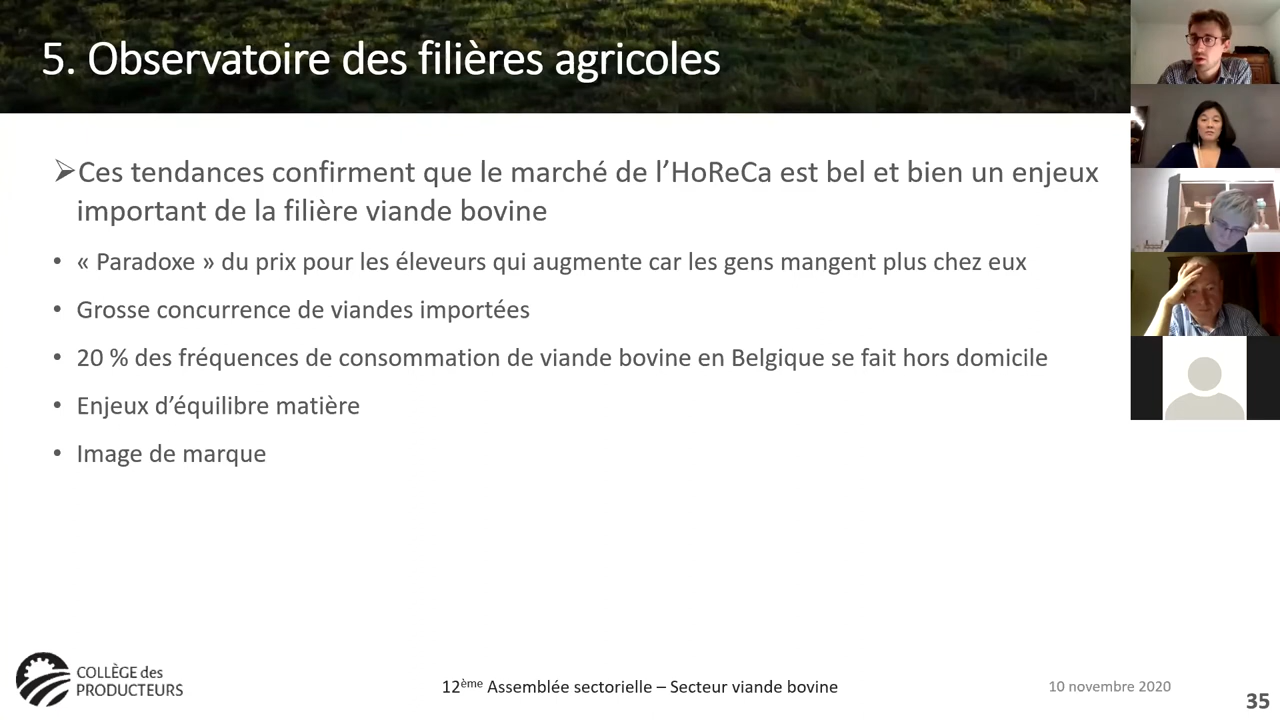 5. Observatoire des filières agricoles
➢Ces tendances confirment que le marché de l’HoReCa est bel et bien un enjeux
important de la filière viande bovine
• « Paradoxe » du prix pour les éleveurs qui augmente car les gens mangent plus chez eux
• Grosse concurrence de viandes importées
• 20 % des fréquences de consommation de viande bovine en Belgique se fait hors domicile
• Enjeux d’équilibre matière
• Image de marque
COLLÈGE des
PRODUCTEURS
12ème Assemblée sectorielle – Secteur viande bovine
10 novembre 2020
35